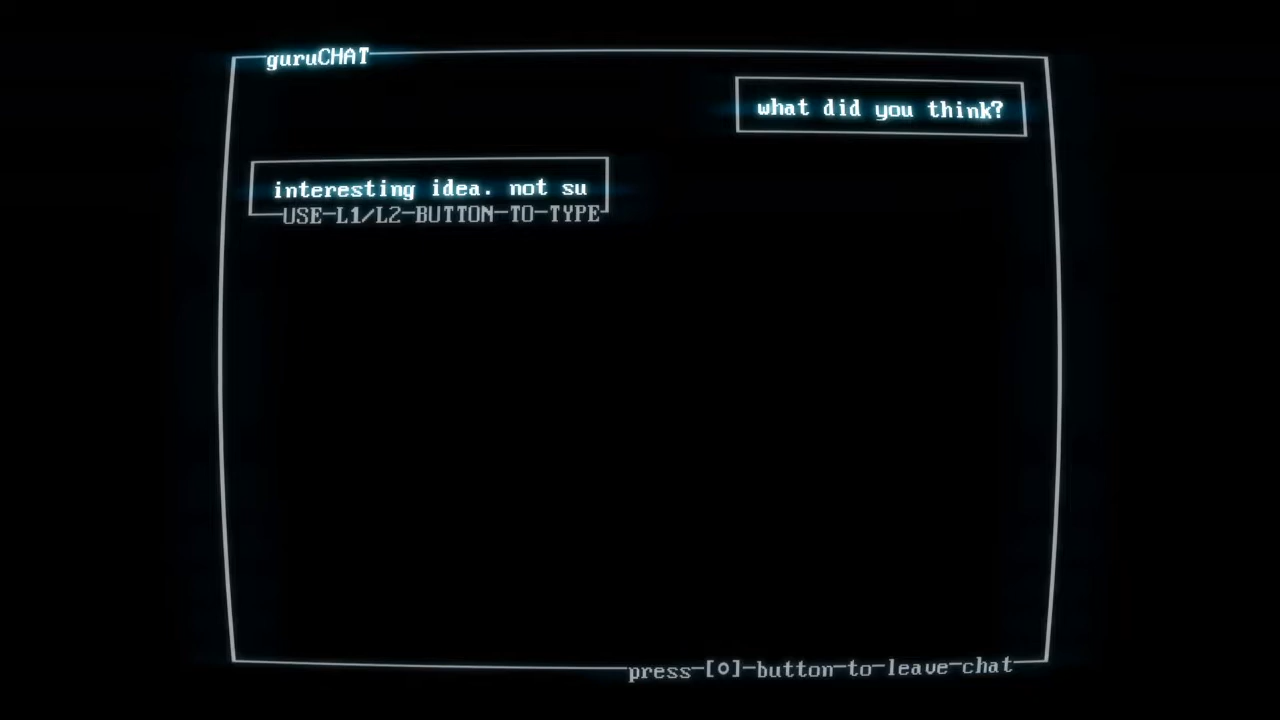 guruCHAT
what did you think?
interesting idea. not su
USE-L1/L2-BUTTON-TO-TYPE
press-[O]-button-to-leave-chat